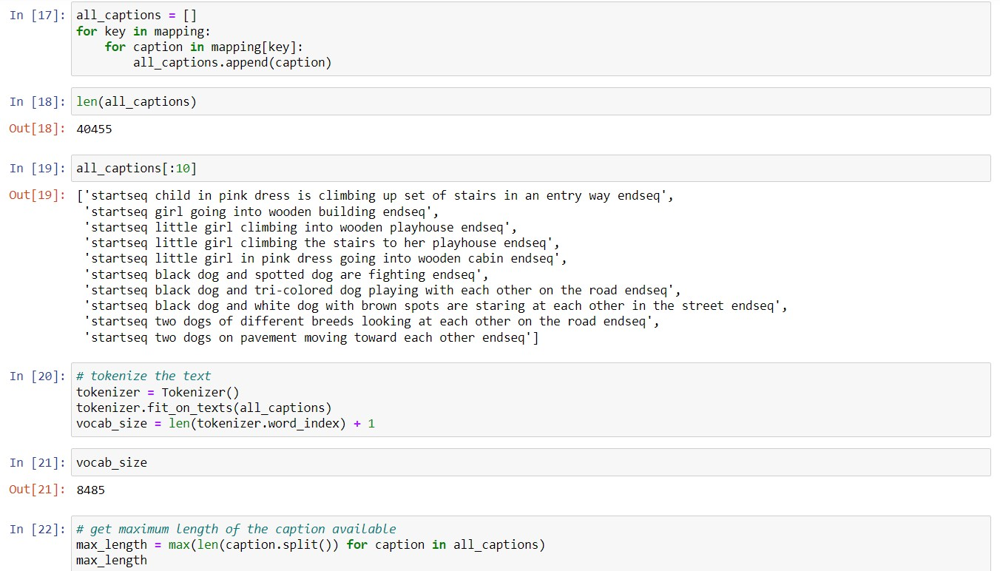 In [17]: all_captions = []
for key in mapping:
    for caption in mapping[key]:
        all_captions.append(caption)
In [18]: len(all_captions)
Out[18]: 40455
In [19]: all_captions[:10]
Out[19]: ['startseq child in pink dress is climbing up set of stairs in an entry way endseq',
'startseq girl going into wooden building endseq',
'startseq little girl climbing into wooden playhouse endseq',
'startseq little girl climbing the stairs to her playhouse endseq',
'startseq little girl in pink dress going into wooden cabin endseq',
'startseq black dog and spotted dog are fighting endseq',
'startseq black dog and tri-colored dog playing with each other on the road endseq',
'startseq black dog and white dog with brown spots are staring at each other in the street endseq',
'startseq two dogs of different breeds looking at each other on the road endseq',
'startseq two dogs on pavement moving toward each other endseq']
In [20]: # tokenize the text
tokenizer = Tokenizer()
tokenizer.fit_on_texts(all_captions)
vocab_size = len(tokenizer.word_index) + 1
In [21]: vocab_size
Out[21]: 8485
In [22]: # get maximum length of the caption available
max_length = max(len(caption.split()) for caption in all_captions)
max_length